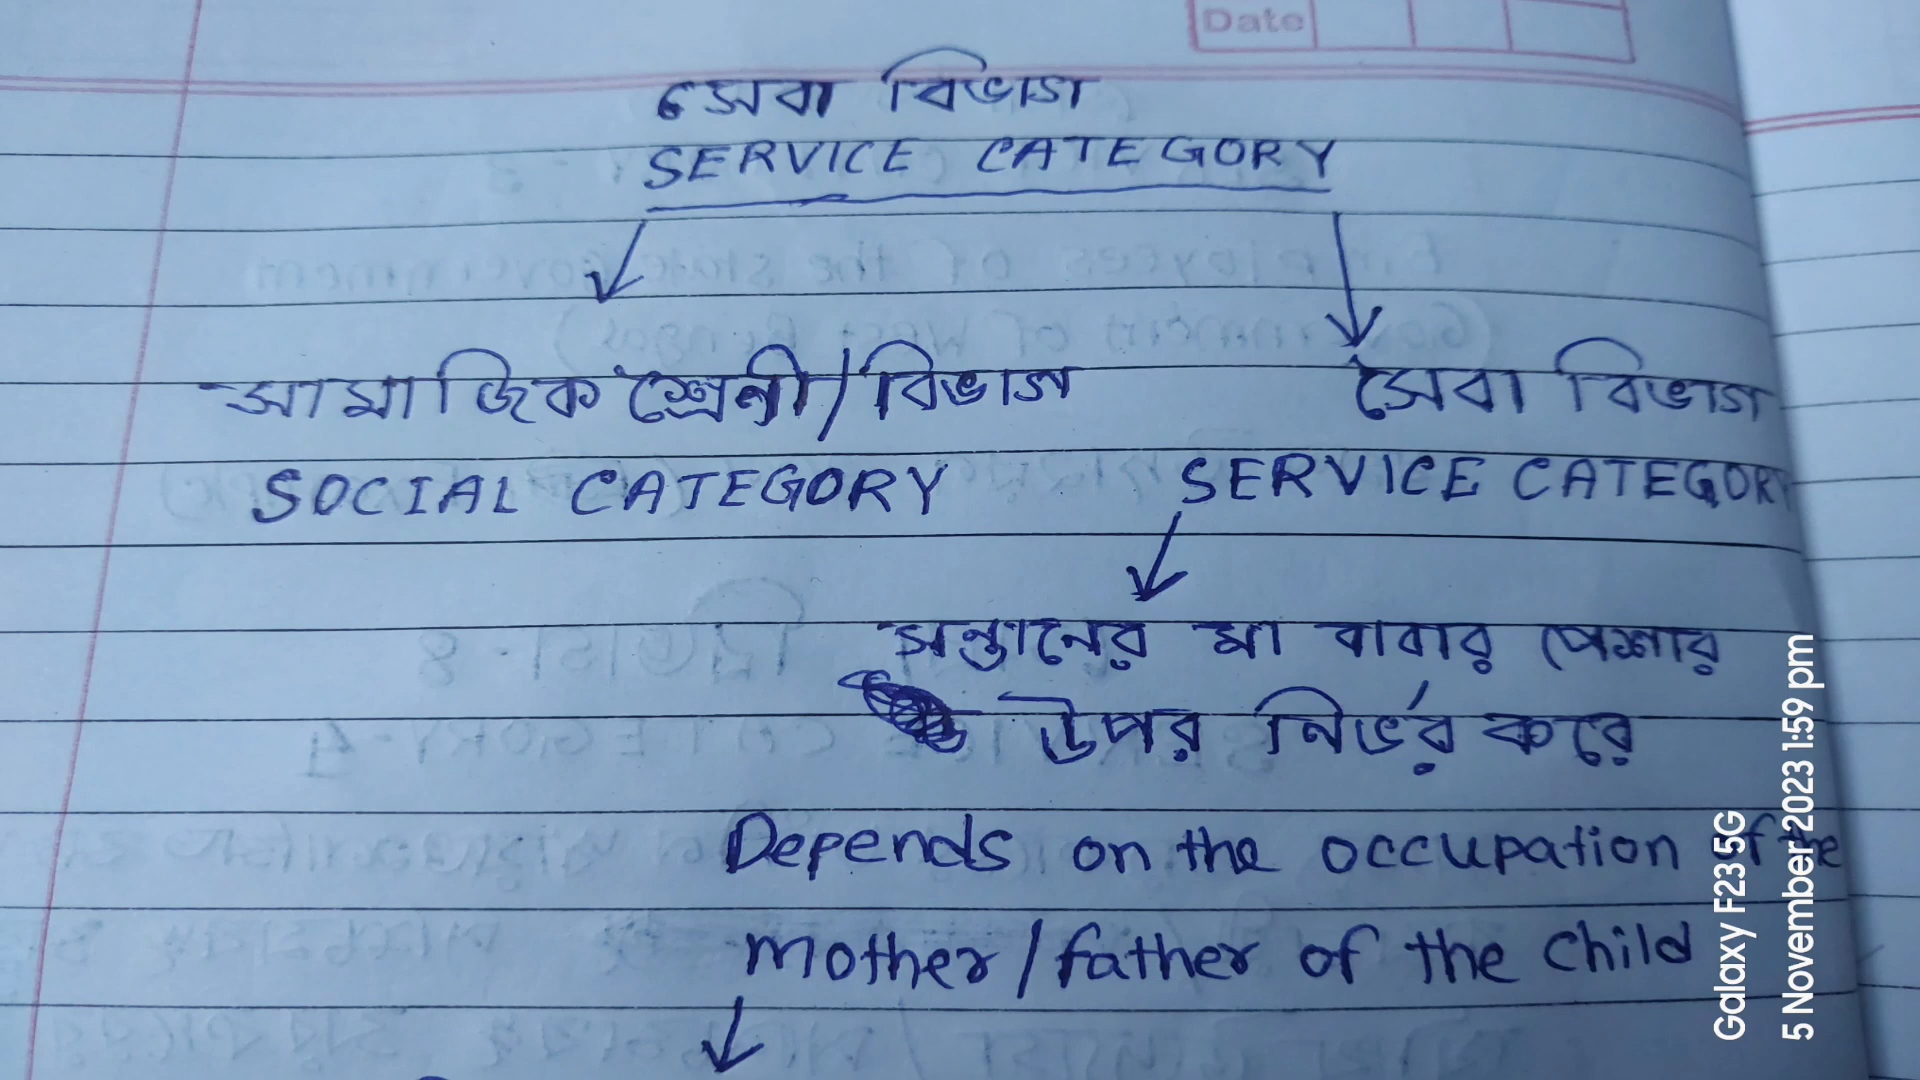 Date
সেবা বিভাগ
SERVICE CATEGORY
সামাজিক শ্রেনী/বিভাগ
সেবা বিভাগ
SOCIAL CATEGORY
SERVICE CATEGORY
সন্তানের মা বাবার পেশার
উপর নির্ভর করে
Depends on the occupation of the
mother/father of the child
Galaxy F23 5G
5 November 2023 1:59 pm